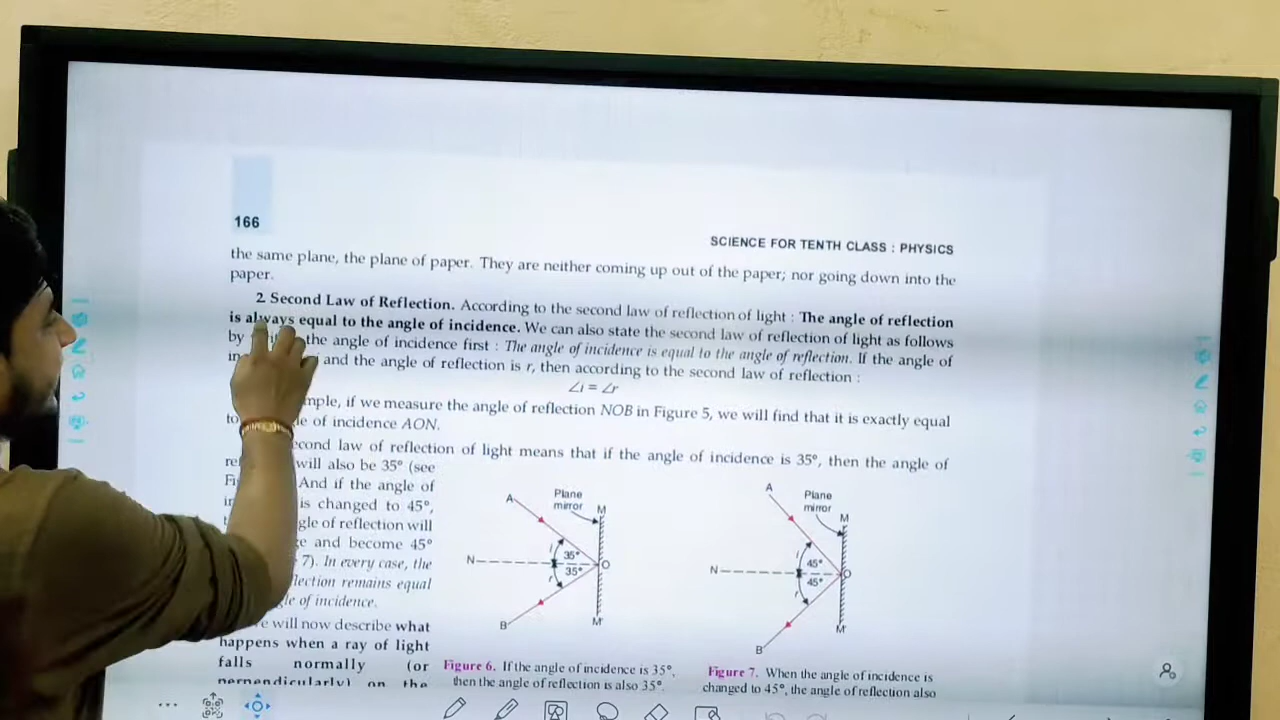 166
SCIENCE FOR TENTH CLASS : PHYSICS
the same plane, the plane of paper. They are neither coming up out of the paper; nor going down into the
paper.
2. Second Law of Reflection. According to the second law of reflection of light : The angle of reflection
is always equal to the angle of incidence. We can also state the second law of reflection of light as follows
by the angle of incidence first : The angle of incidence is equal to the angle of reflection. If the angle of
i and the angle of reflection is r, then according to the second law of reflection :
∠i = ∠r
if we measure the angle of reflection NOB in Figure 5, we will find that it is exactly equal
to of incidence AON.
second law of reflection of light means that if the angle of incidence is 35°, then the angle of
will also be 35° (see
And if the angle of
is changed to 45°,
angle of reflection will
and become 45°
7). In every case, the
remains equal
of incidence.
will now describe what
happens when a ray of light
falls normally (or
perpendicularly) on the
A
Plane
mirror
M
N
i
35°
r
35°
O
B
M'
Figure 6. If the angle of incidence is 35°,
then the angle of reflection is also 35°.
A
Plane
mirror
M
N
i
45°
r
45°
O
B
M'
Figure 7. When the angle of incidence is
changed to 45°, the angle of reflection also